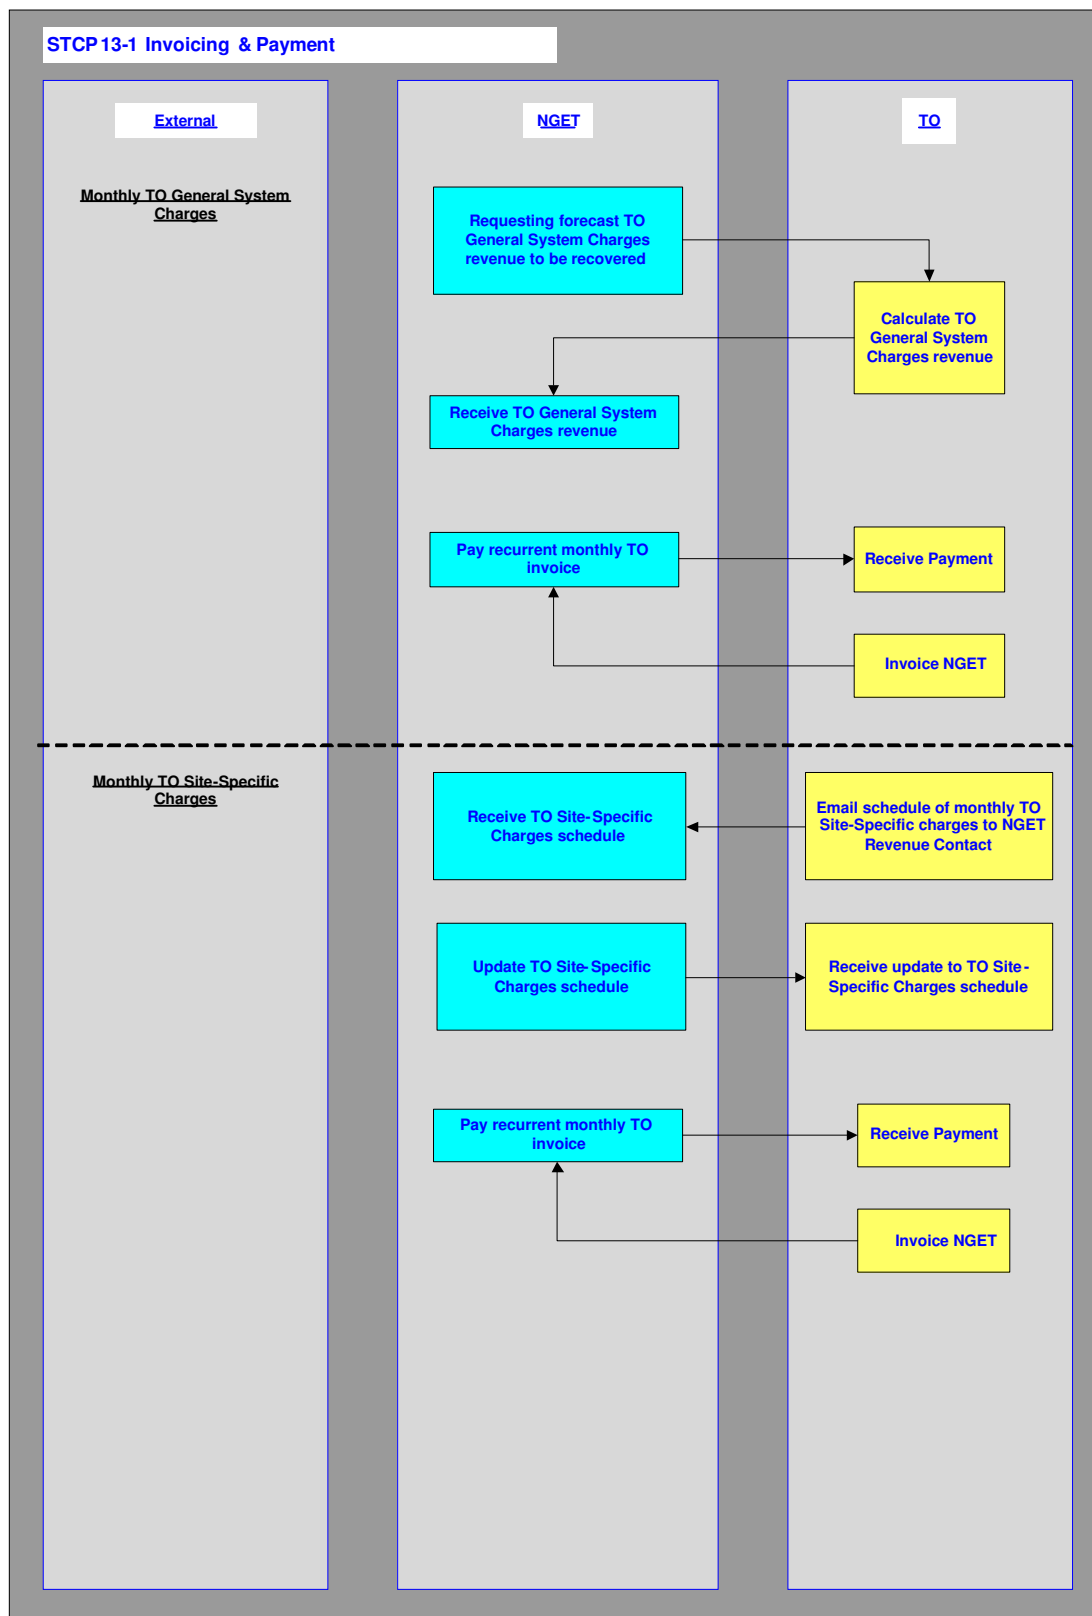 STCP 13-1 Invoicing & Payment
External
NGET
TO
Monthly TO General System
Charges
Requesting forecast TO
General System Charges
revenue to be recovered
Calculate TO
General System
Charges revenue
Receive TO General System
Charges revenue
Pay recurrent monthly TO
invoice
Receive Payment
Invoice NGET
Monthly TO Site-Specific
Charges
Receive TO Site-Specific
Charges schedule
Email schedule of monthly TO
Site-Specific charges to NGET
Revenue Contact
Update TO Site-Specific
Charges schedule
Receive update to TO Site-
Specific Charges schedule
Pay recurrent monthly TO
invoice
Receive Payment
Invoice NGET